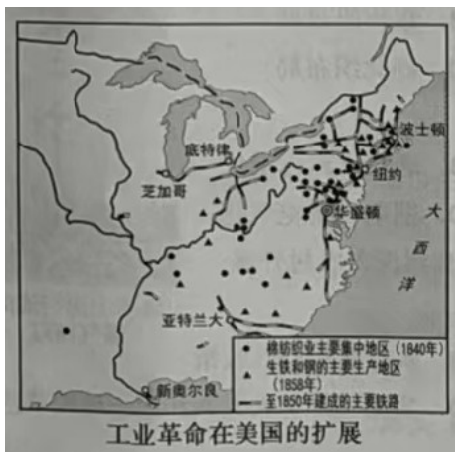 波士顿
底特律
纽约
芝加哥
华盛顿
大
西
洋
亚特兰大
新奥尔良
棉纺织业主要集中地区（1840年）
生铁和钢的主要生产地区
（1858年）
至1850年建成的主要铁路
工业革命在美国的扩展